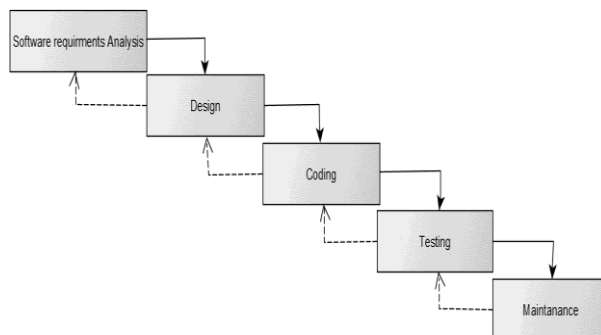 Software requirments Analysis
Design
Coding
Testing
Maintanance